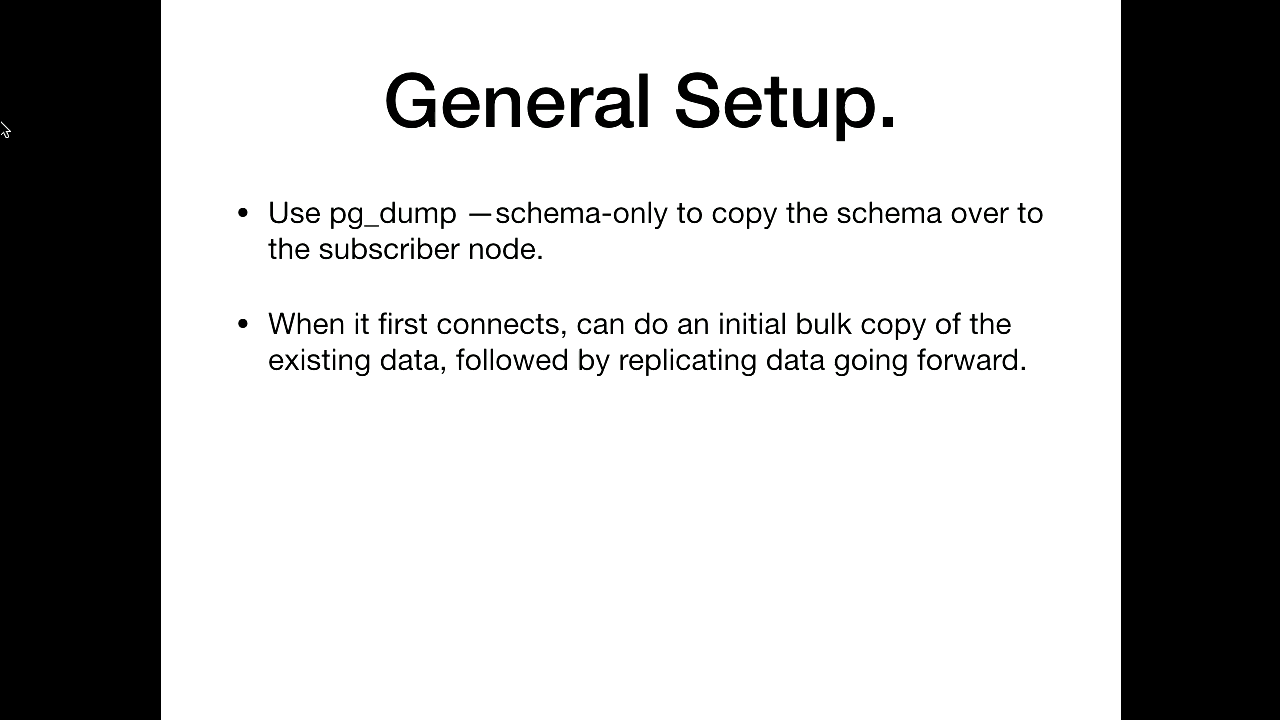 General Setup.
• Use pg_dump —schema-only to copy the schema over to
the subscriber node.
• When it first connects, can do an initial bulk copy of the
existing data, followed by replicating data going forward.